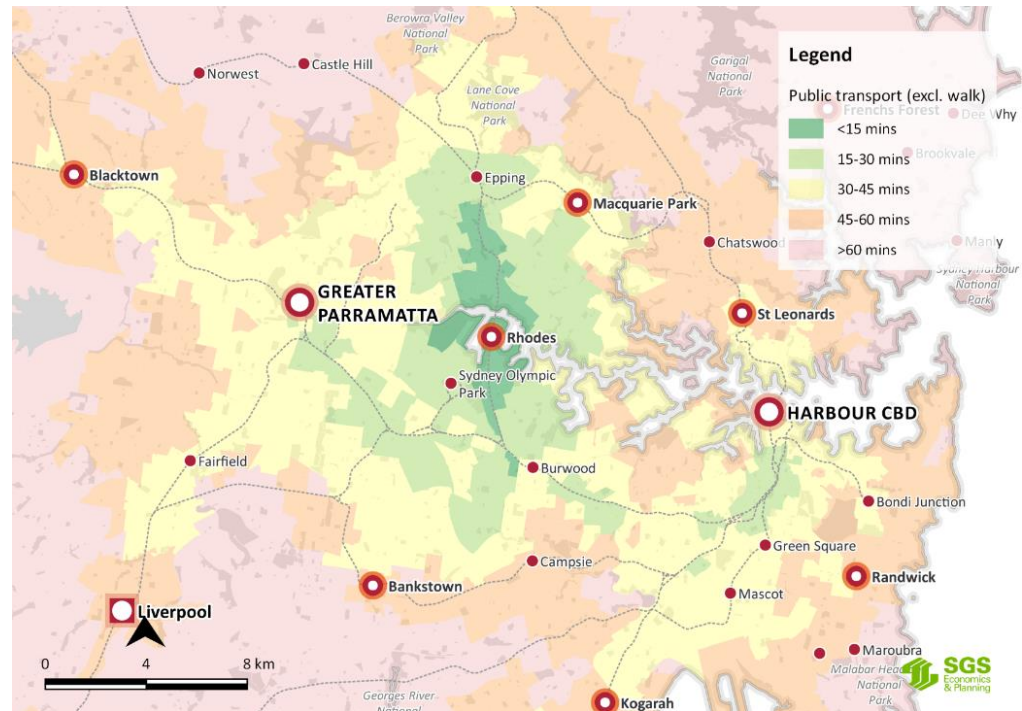 Berowra Valley
National
Park
Castle Hill
Norwest
Garigal
National
Park
Lane Cove
National
Park
Legend
Public transport (excl. walk)
<15 mins
15-30 mins
30-45 mins
45-60 mins
>60 mins
Frenchs Forest
Dee Why
Brookvale
Manly
Sydney Harbour
National
Park
Blacktown
Epping
Macquarie Park
Chatswood
GREATER
PARRAMATTA
St Leonards
Rhodes
Sydney Olympic
Park
HARBOUR CBD
Fairfield
Burwood
Bondi Junction
Green Square
Campsie
Bankstown
Randwick
Mascot
Liverpool
Maroubra
Malabar Head
National
Park
0 4 8 km
Georges River
National
Kogarah
SGS
Economics
& Planning